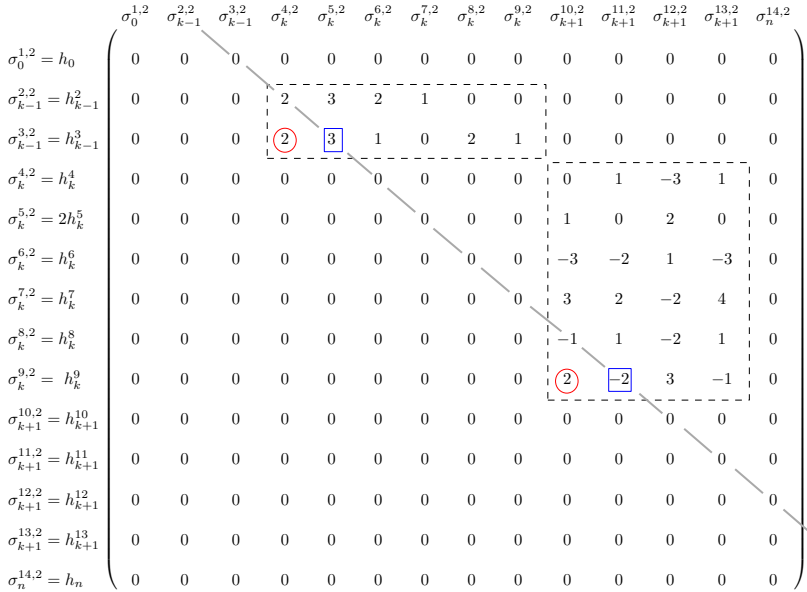 σ_0^{1,2} σ_{k−1}^{2,2} σ_{k−1}^{3,2} σ_k^{4,2} σ_k^{5,2} σ_k^{6,2} σ_k^{7,2} σ_k^{8,2} σ_k^{9,2} σ_{k+1}^{10,2} σ_{k+1}^{11,2} σ_{k+1}^{12,2} σ_{k+1}^{13,2} σ_n^{14,2}
σ_0^{1,2} = h_0 0 0 0 0 0 0 0 0 0 0 0 0 0 0
σ_{k−1}^{2,2} = h_{k−1}^2 0 0 0 2 3 2 1 0 0 0 0 0 0 0
σ_{k−1}^{3,2} = h_{k−1}^3 0 0 0 2 3 1 0 2 1 0 0 0 0 0
σ_k^{4,2} = h_k^4 0 0 0 0 0 0 0 0 0 0 1 −3 1 0
σ_k^{5,2} = 2h_k^5 0 0 0 0 0 0 0 0 0 1 0 2 0 0
σ_k^{6,2} = h_k^6 0 0 0 0 0 0 0 0 0 −3 −2 1 −3 0
σ_k^{7,2} = h_k^7 0 0 0 0 0 0 0 0 0 3 2 −2 4 0
σ_k^{8,2} = h_k^8 0 0 0 0 0 0 0 0 0 −1 1 −2 1 0
σ_k^{9,2} = h_k^9 0 0 0 0 0 0 0 0 0 2 −2 3 −1 0
σ_{k+1}^{10,2} = h_{k+1}^{10} 0 0 0 0 0 0 0 0 0 0 0 0 0 0
σ_{k+1}^{11,2} = h_{k+1}^{11} 0 0 0 0 0 0 0 0 0 0 0 0 0 0
σ_{k+1}^{12,2} = h_{k+1}^{12} 0 0 0 0 0 0 0 0 0 0 0 0 0 0
σ_{k+1}^{13,2} = h_{k+1}^{13} 0 0 0 0 0 0 0 0 0 0 0 0 0 0
σ_n^{14,2} = h_n 0 0 0 0 0 0 0 0 0 0 0 0 0 0